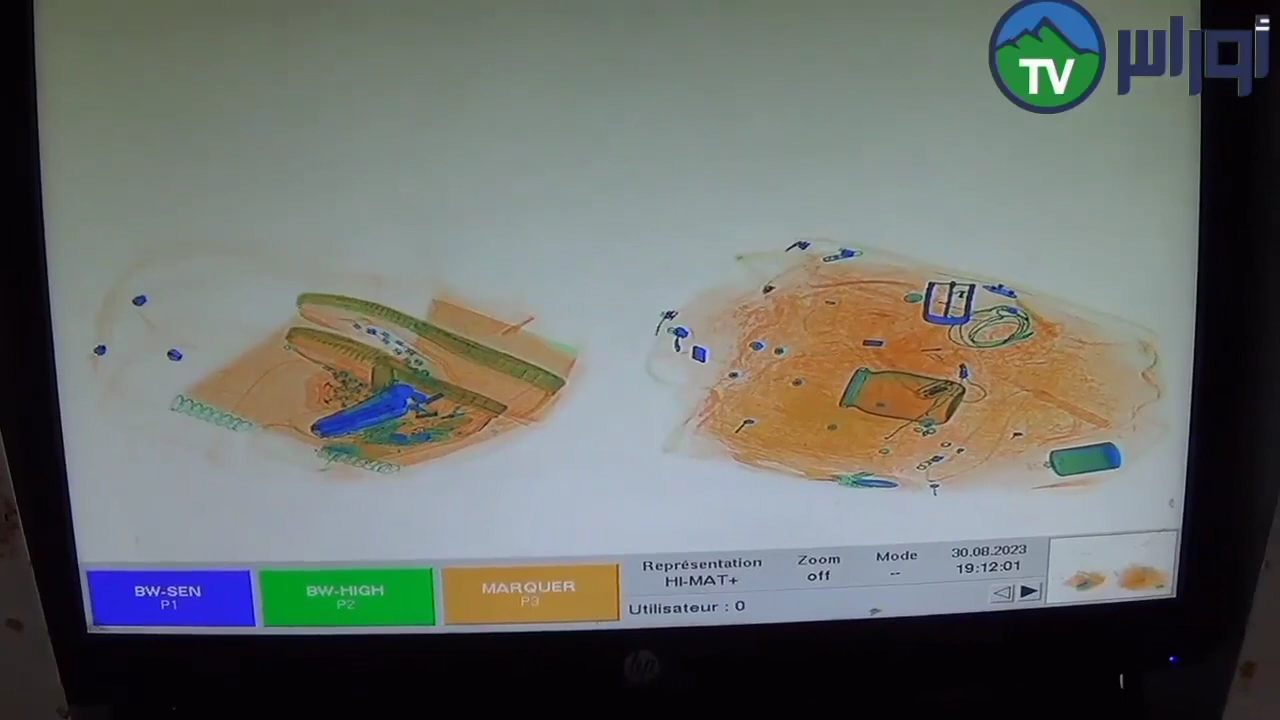 TV
أوراس
BW-SEN
P1
BW-HIGH
P2
MARQUER
P3
Représentation
HI-MAT+
Utilisateur : 0
Zoom
off
Mode
--
30.08.2023
19:12:01
hp